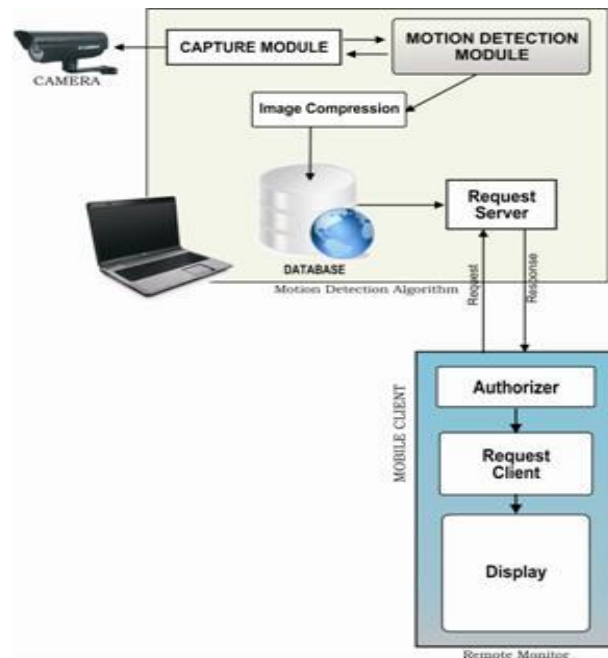 CAPTURE MODULE
MOTION DETECTION
MODULE
CAMERA
Image Compression
Request
Server
DATABASE
Motion Detection Algorithm
Request
Response
MOBILE CLIENT
Authorizer
Request
Client
Display
Remote Monitor